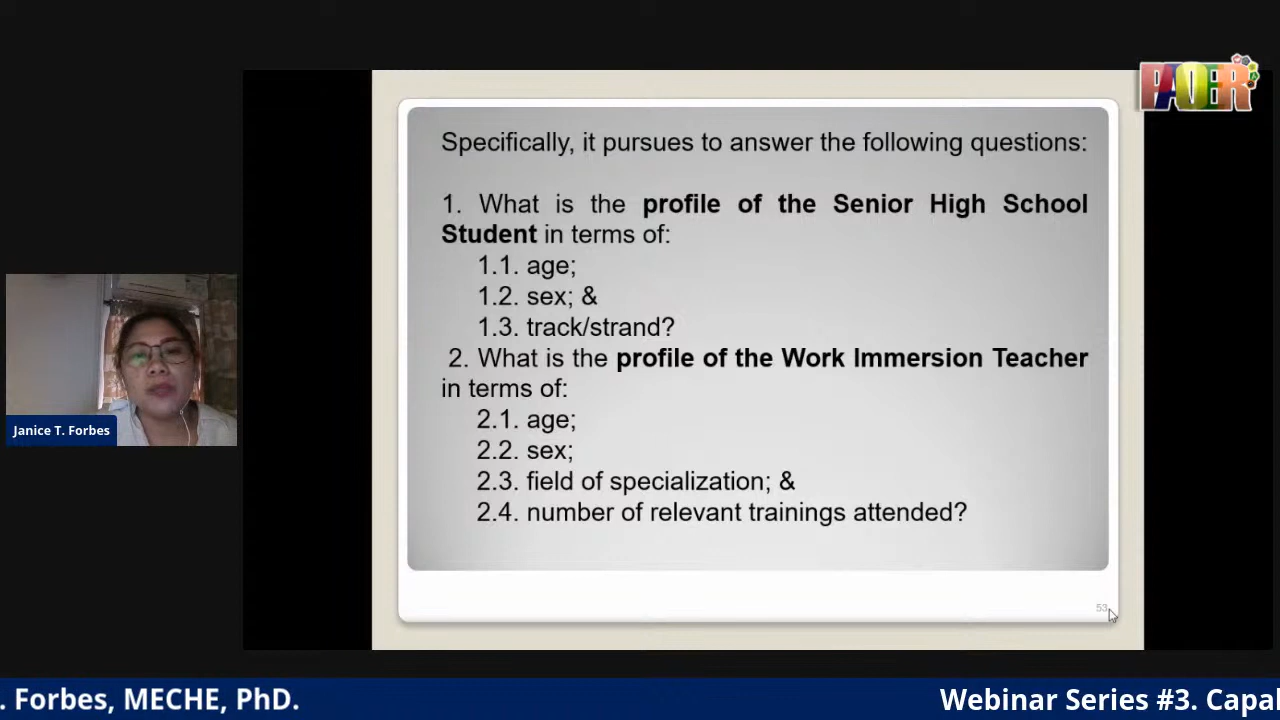 PAOER
Specifically, it pursues to answer the following questions:
1. What is the profile of the Senior High School
Student in terms of:
1.1. age;
1.2. sex; &
1.3. track/strand?
2. What is the profile of the Work Immersion Teacher
in terms of:
2.1. age;
2.2. sex;
2.3. field of specialization; &
2.4. number of relevant trainings attended?
53
Janice T. Forbes
. Forbes, MECHE, PhD.
Webinar Series #3. Capa